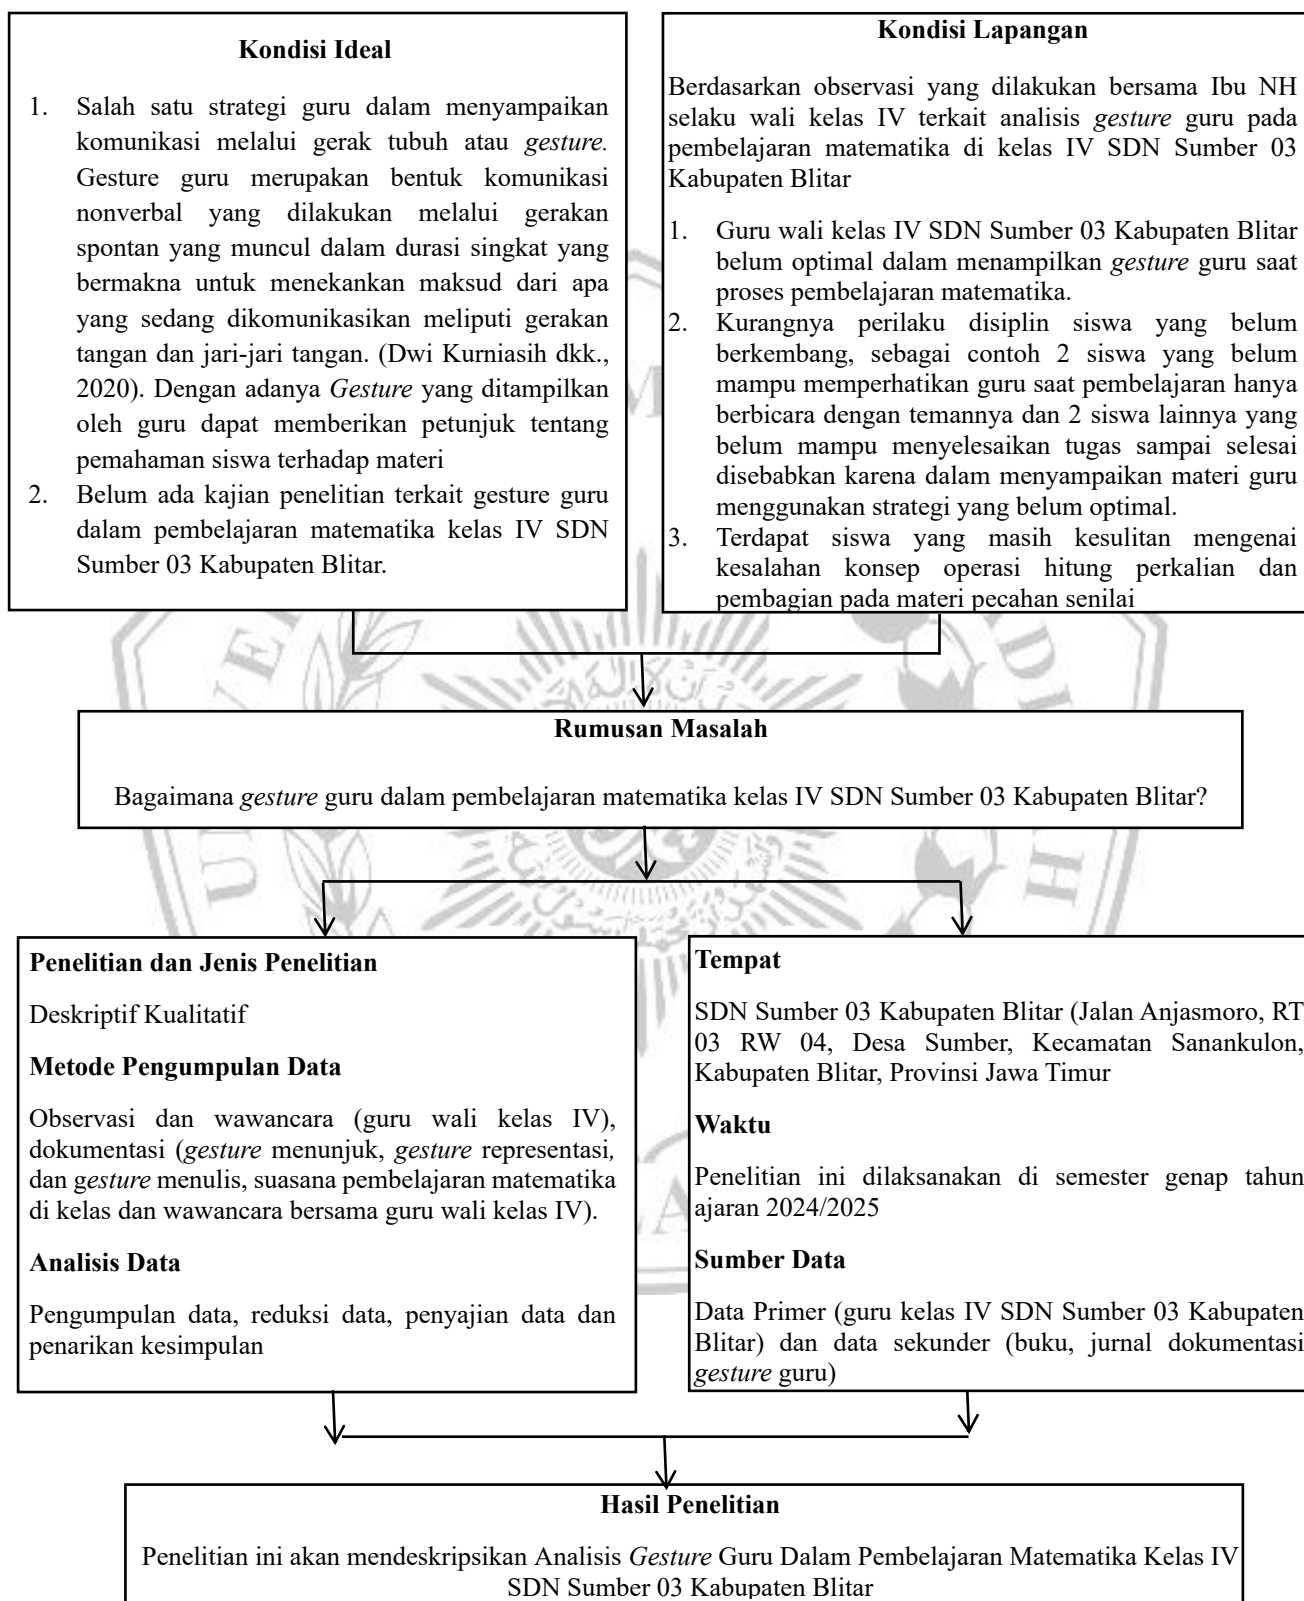 Kondisi Ideal
1. Salah satu strategi guru dalam menyampaikan
komunikasi melalui gerak tubuh atau gesture.
Gesture guru merupakan bentuk komunikasi
nonverbal yang dilakukan melalui gerakan
spontan yang muncul dalam durasi singkat yang
bermakna untuk menekankan maksud dari apa
yang sedang dikomunikasikan meliputi gerakan
tangan dan jari-jari tangan. (Dwi Kurniasih dkk.,
2020). Dengan adanya Gesture yang ditampilkan
oleh guru dapat memberikan petunjuk tentang
pemahaman siswa terhadap materi
2. Belum ada kajian penelitian terkait gesture guru
dalam pembelajaran matematika kelas IV SDN
Sumber 03 Kabupaten Blitar.
Kondisi Lapangan
Berdasarkan observasi yang dilakukan bersama Ibu NH
selaku wali kelas IV terkait analisis gesture guru pada
pembelajaran matematika di kelas IV SDN Sumber 03
Kabupaten Blitar
1. Guru wali kelas IV SDN Sumber 03 Kabupaten Blitar
belum optimal dalam menampilkan gesture guru saat
proses pembelajaran matematika.
2. Kurangnya perilaku disiplin siswa yang belum
berkembang, sebagai contoh 2 siswa yang belum
mampu memperhatikan guru saat pembelajaran hanya
berbicara dengan temannya dan 2 siswa lainnya yang
belum mampu menyelesaikan tugas sampai selesai
disebabkan karena dalam menyampaikan materi guru
menggunakan strategi yang belum optimal.
3. Terdapat siswa yang masih kesulitan mengenai
kesalahan konsep operasi hitung perkalian dan
pembagian pada materi pecahan senilai
Rumusan Masalah
Bagaimana gesture guru dalam pembelajaran matematika kelas IV SDN Sumber 03 Kabupaten Blitar?
Penelitian dan Jenis Penelitian
Deskriptif Kualitatif
Metode Pengumpulan Data
Observasi dan wawancara (guru wali kelas IV),
dokumentasi (gesture menunjuk, gesture representasi,
dan gesture menulis, suasana pembelajaran matematika
di kelas dan wawancara bersama guru wali kelas IV).
Analisis Data
Pengumpulan data, reduksi data, penyajian data dan
penarikan kesimpulan
Tempat
SDN Sumber 03 Kabupaten Blitar (Jalan Anjasmoro, RT
03 RW 04, Desa Sumber, Kecamatan Sanankulon,
Kabupaten Blitar, Provinsi Jawa Timur
Waktu
Penelitian ini dilaksanakan di semester genap tahun
ajaran 2024/2025
Sumber Data
Data Primer (guru kelas IV SDN Sumber 03 Kabupaten
Blitar) dan data sekunder (buku, jurnal dokumentasi
gesture guru)
Hasil Penelitian
Penelitian ini akan mendeskripsikan Analisis Gesture Guru Dalam Pembelajaran Matematika Kelas IV
SDN Sumber 03 Kabupaten Blitar